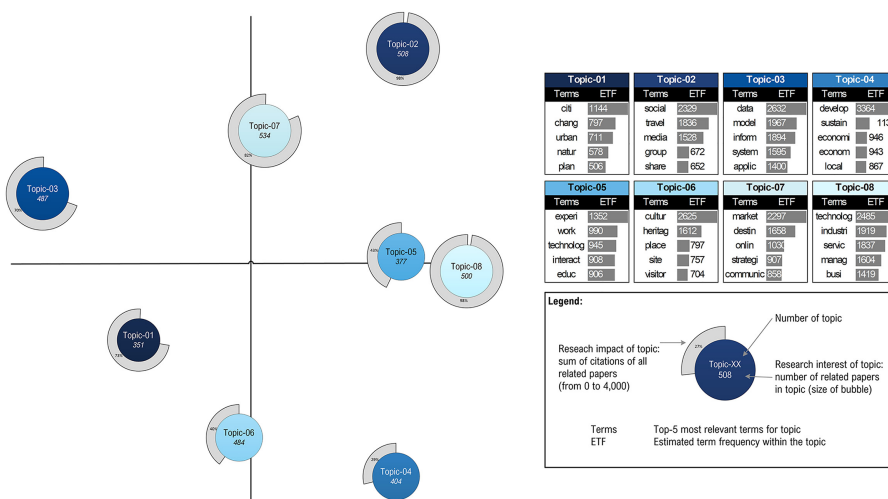 Topic-02
508
98%
Topic-07
534
82%
Topic-03
487
70%
Topic-05
377
Topic-08
500
98%
Topic-01
351
Topic-06
484
40%
Topic-04
404
Topic-01 Topic-02 Topic-03 Topic-04
Terms ETF Terms ETF Terms ETF Terms ETF
citi 1144 social 2329 data 2632 develop 3364
chang 797 travel 1836 model 1967 sustain
urban 711 media 1528 inform 1894 economi 946
natur 578 group 672 system 1595 econom 943
plan 506 share 652 applic 1400 local 867
Topic-05 Topic-06 Topic-07 Topic-08
Terms ETF Terms ETF Terms ETF Terms ETF
experi 1352 cultur 2625 market 2297 technolog 2485
work 990 heritag 1612 destin 1658 industri 1919
technolog 945 place 797 onlin 1030 servic 1837
interact 908 site 757 strategi 907 manag 1604
educ 906 visitor 704 communic 858 busi 1419
Legend:
Number of topic
Reseach impact of topic:
sum of citations of all
related papers
(from 0 to 4,000)
27%
Topic-XX
508
Research interest of topic:
number of related papers
in topic (size of bubble)
Terms Top-5 most relevant terms for topic
ETF Estimated term frequency within the topic